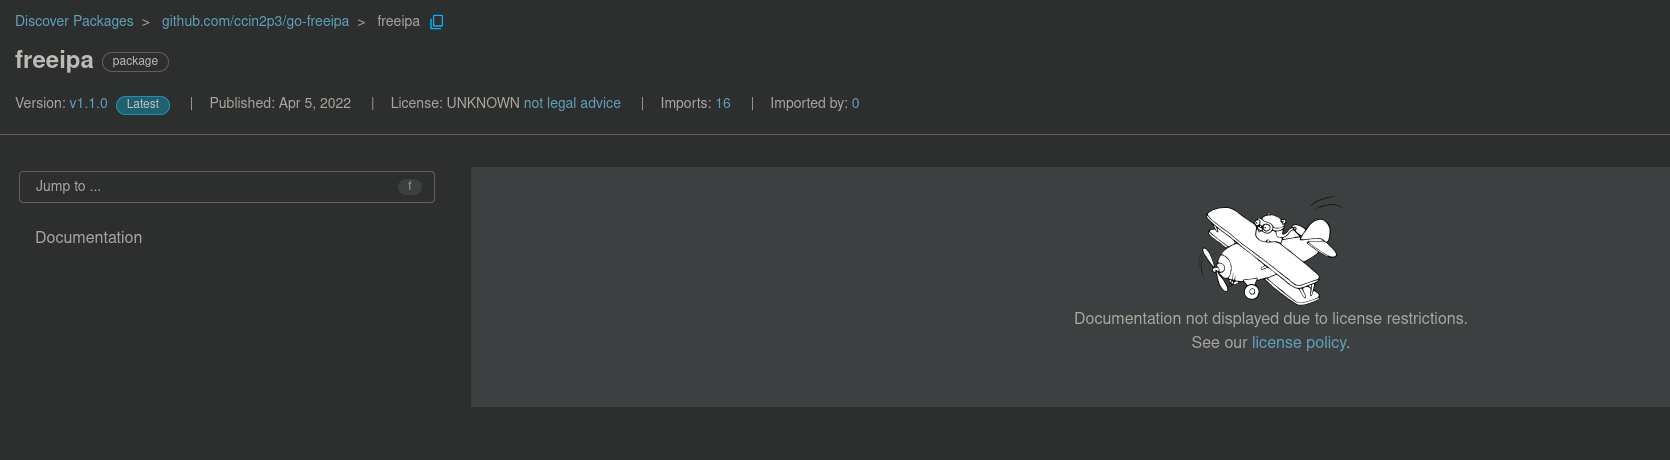 Discover Packages > github.com/ccin2p3/go-freeipa > freeipa
freeipa package
Version: v1.1.0 Latest | Published: Apr 5, 2022 | License: UNKNOWN not legal advice | Imports: 16 | Imported by: 0
Jump to ... f
Documentation
Documentation not displayed due to license restrictions.
See our license policy.